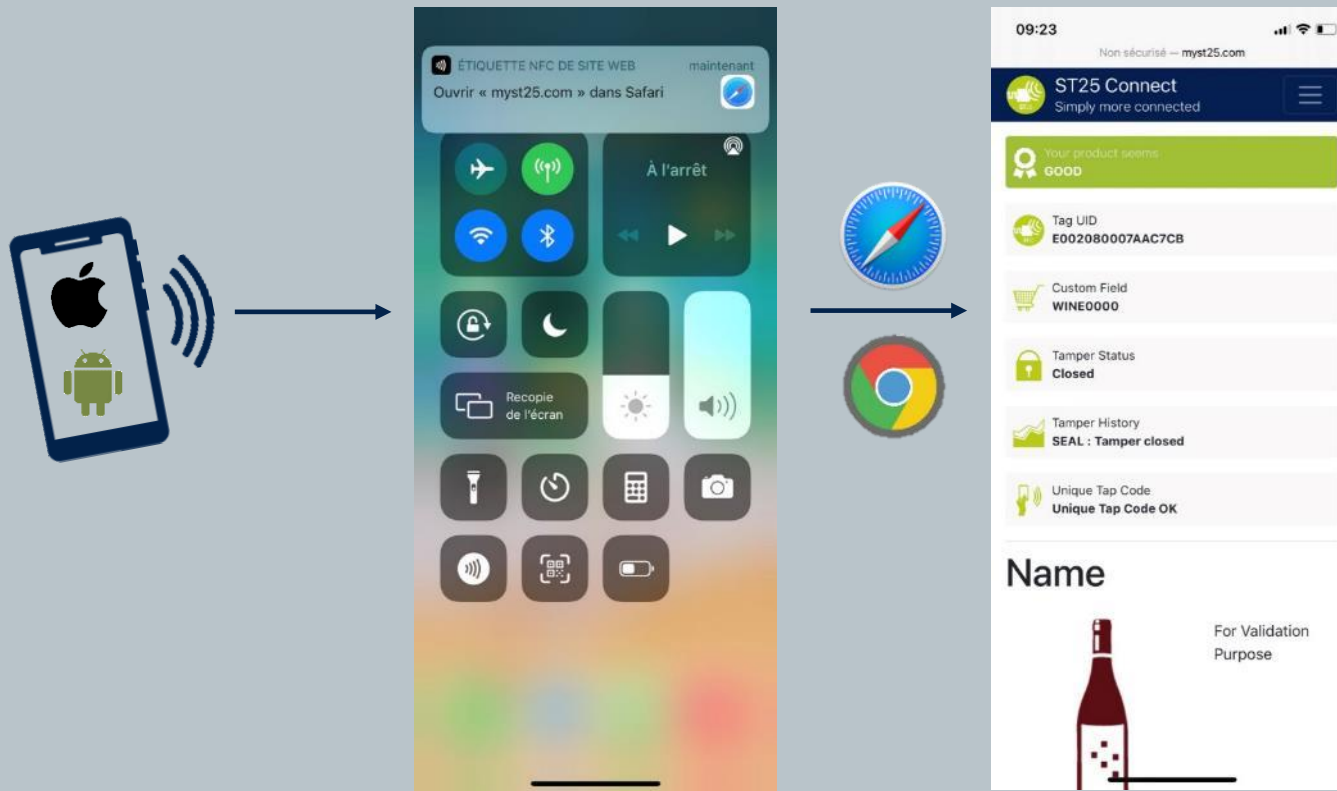 ÉTIQUETTE NFC DE SITE WEB maintenant
Ouvrir « myst25.com » dans Safari
À l'arrêt
Recopie
de l'écran
09:23
Non sécurisé — myst25.com
ST25 Connect
Simply more connected
Your product seems
GOOD
Tag UID
E002080007AAC7CB
Custom Field
WINE0000
Tamper Status
Closed
Tamper History
SEAL : Tamper closed
Unique Tap Code
Unique Tap Code OK
Name
For Validation
Purpose